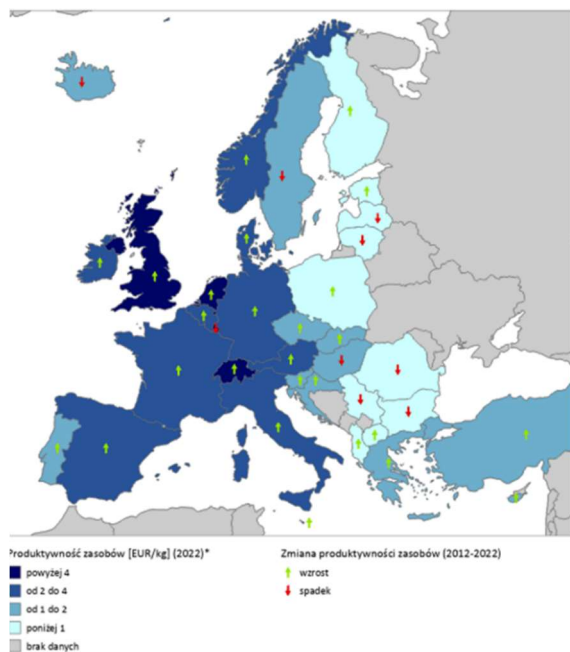 Produktywność zasobów [EUR/kg] (2022)*
powyżej 4
od 2 do 4
od 1 do 2
poniżej 1
brak danych
Zmiana produktywności zasobów (2012-2022)
wzrost
spadek